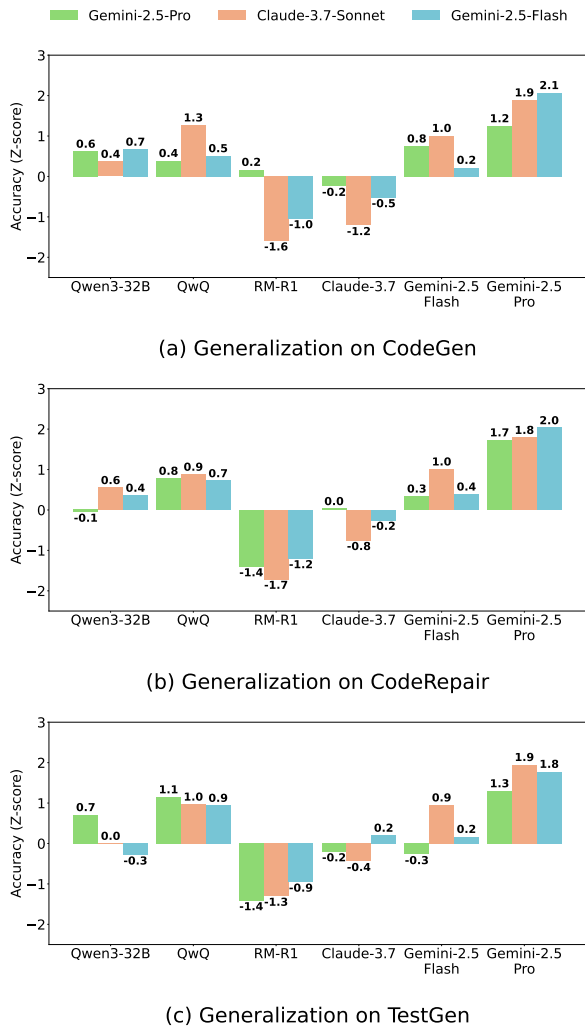 Gemini-2.5-Pro Claude-3.7-Sonnet Gemini-2.5-Flash
3
2
1
0
−1
−2
Accuracy (Z-score)
0.6 0.4 0.7 0.4 1.3 0.5 0.2 -1.6 -1.0 -0.2 -1.2 -0.5 0.8 1.0 0.2 1.2 1.9 2.1
Qwen3-32B QwQ RM-R1 Claude-3.7 Gemini-2.5 Gemini-2.5
Flash Pro
(a) Generalization on CodeGen
3
2
1
0
−1
−2
Accuracy (Z-score)
-0.1 0.6 0.4 0.8 0.9 0.7 -1.4 -1.7 -1.2 0.0 -0.8 -0.2 0.3 1.0 0.4 1.7 1.8 2.0
Qwen3-32B QwQ RM-R1 Claude-3.7 Gemini-2.5 Gemini-2.5
Flash Pro
(b) Generalization on CodeRepair
3
2
1
0
−1
−2
Accuracy (Z-score)
0.7 0.0 -0.3 1.1 1.0 0.9 -1.4 -1.3 -0.9 -0.2 -0.4 0.2 -0.3 0.9 0.2 1.3 1.9 1.8
Qwen3-32B QwQ RM-R1 Claude-3.7 Gemini-2.5 Gemini-2.5
Flash Pro
(c) Generalization on TestGen